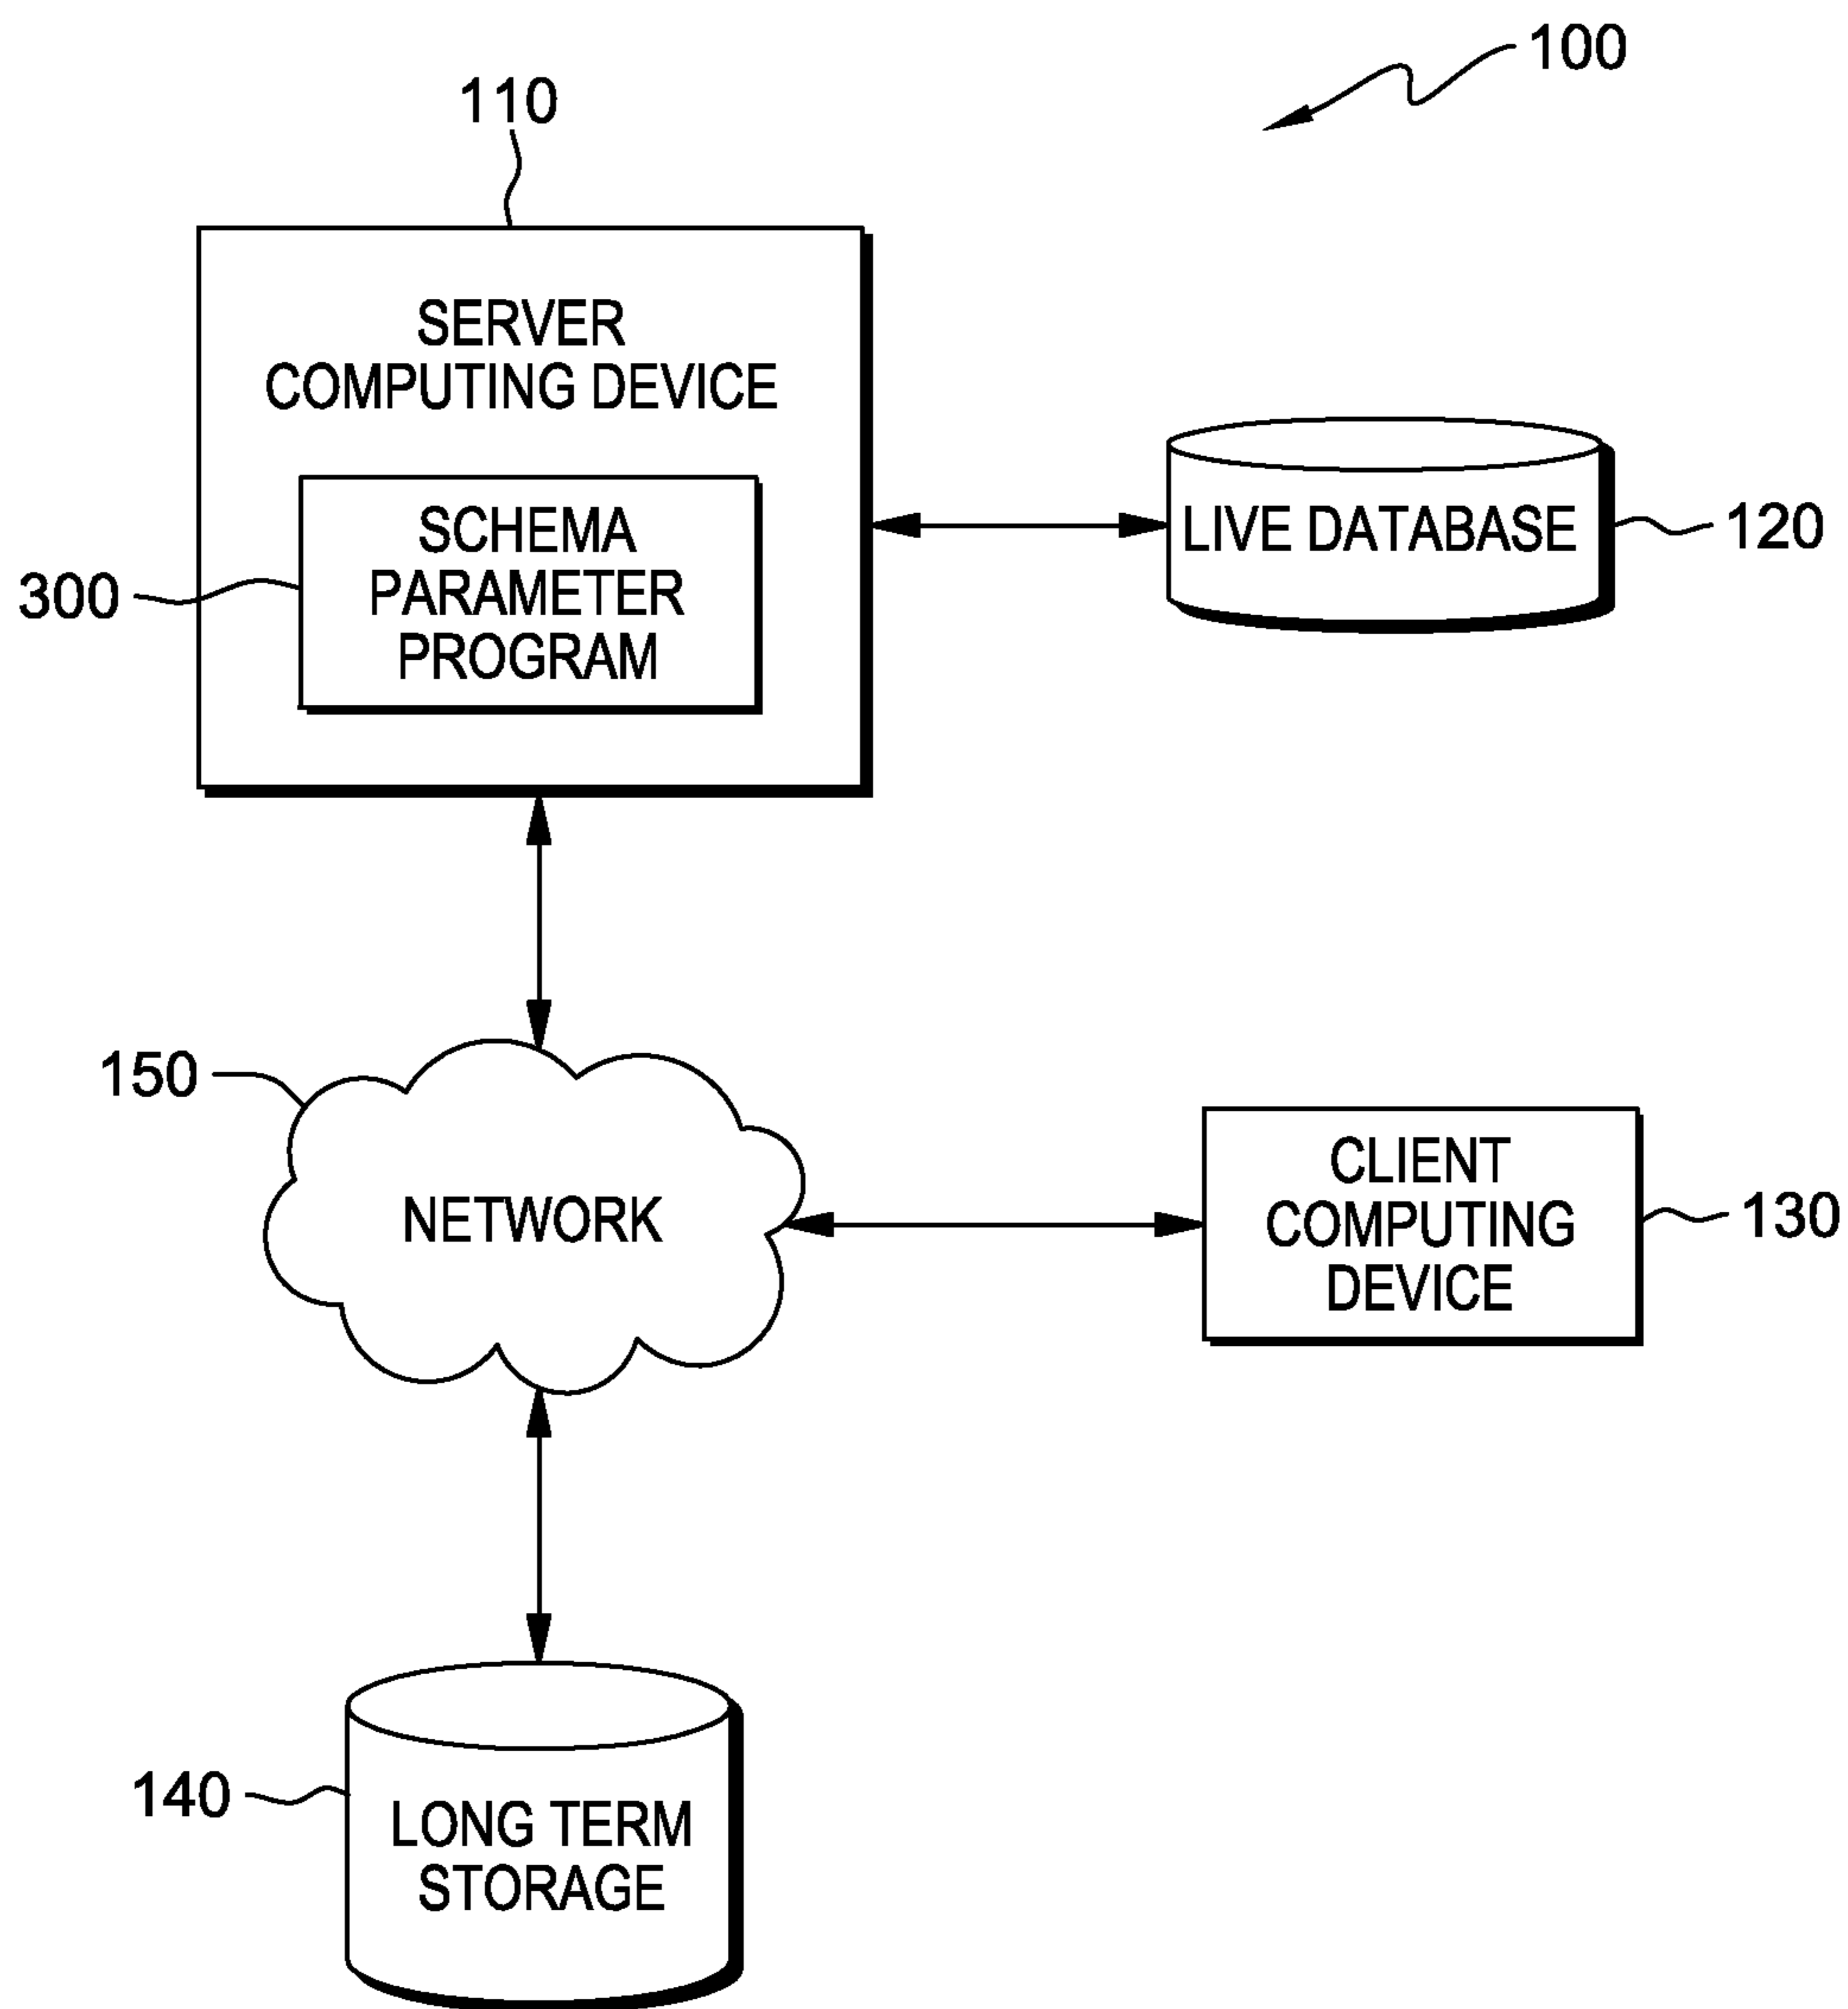 100
110
SERVER
COMPUTING DEVICE
SCHEMA
PARAMETER
PROGRAM
300
LIVE DATABASE
120
150
NETWORK
CLIENT
COMPUTING
DEVICE
130
140
LONG TERM
STORAGE